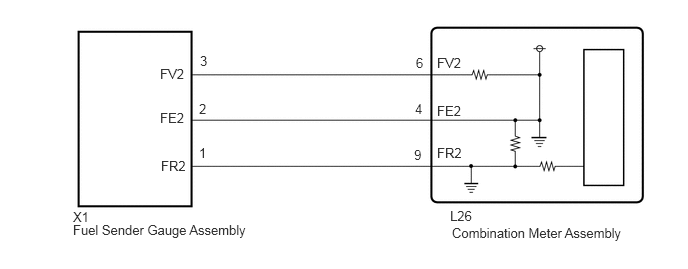 3 6 FV2
FV2
2 4 FE2
FE2
1 9 FR2
FR2
X1 L26
Fuel Sender Gauge Assembly Combination Meter Assembly